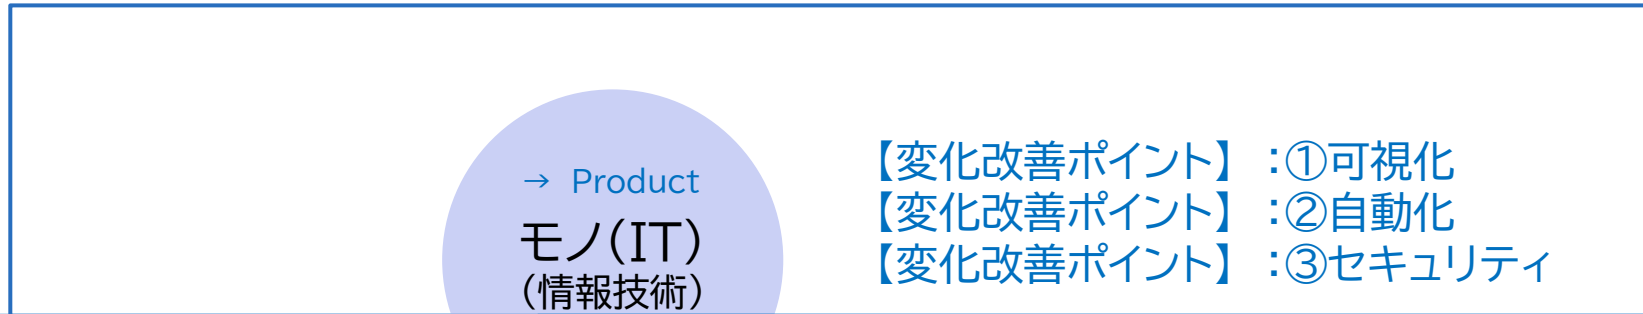 → Product
モノ(IT)
(情報技術)
【変化改善ポイント】 :①可視化
【変化改善ポイント】 :②自動化
【変化改善ポイント】 :③セキュリティ